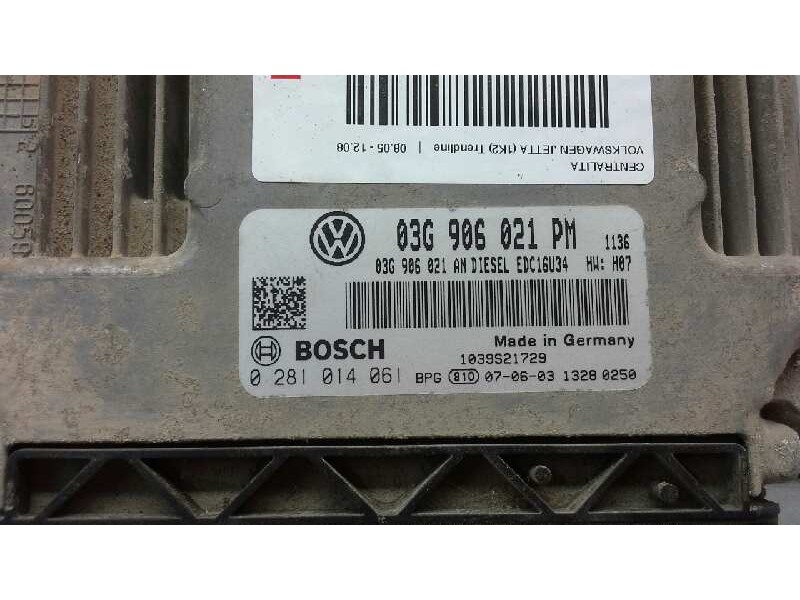 CENTRALITA
VOLKSWAGEN JETTA (1K2) Trendline | 08.05 - 12.08
03G 906 021 PM 1136
03G 906 021 AN DIESEL EDC16U34 HW: H07
Made in Germany
BOSCH 1039S21729
0 281 014 061 BPG 810 07-06-03 1328 0250
60059